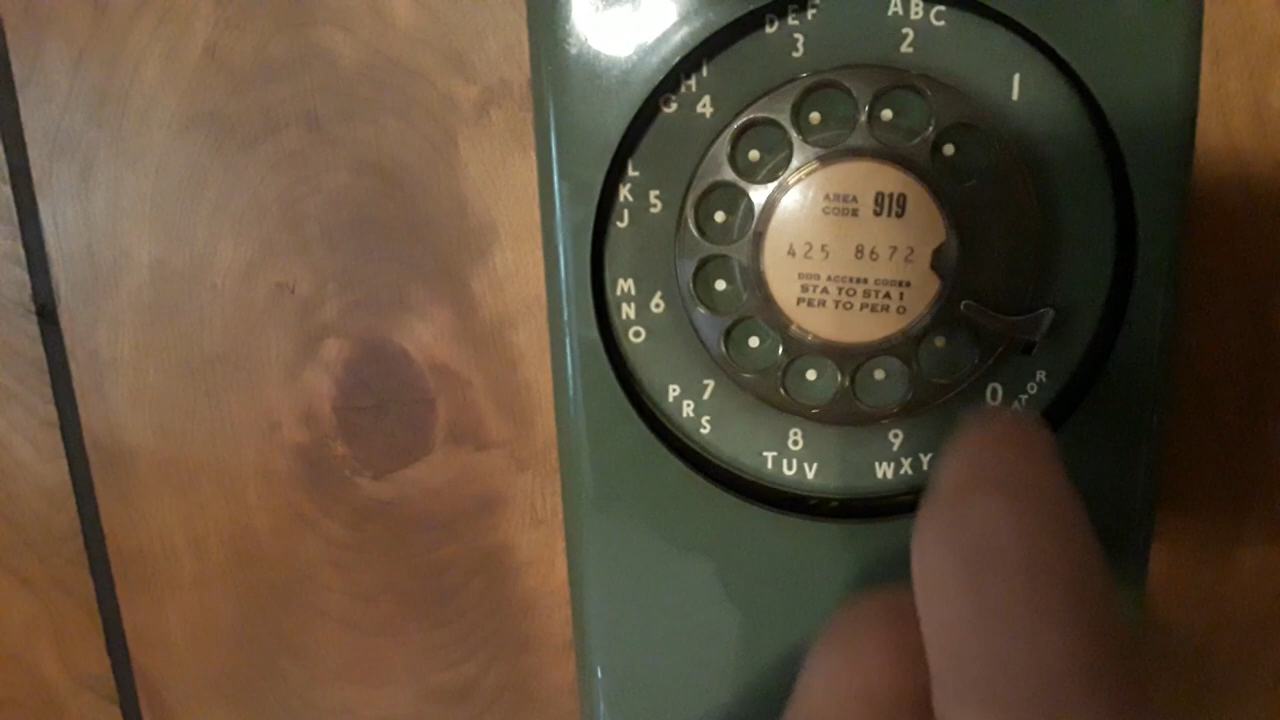 ABC
2
DEF
3
1
GHI
4
JKL
5
MNO
6
PRS
7
TUV
8
WXY
9
0
AREA
CODE 919
425 8672
DDD ACCESS CODES
STA TO STA 1
PER TO PER 0